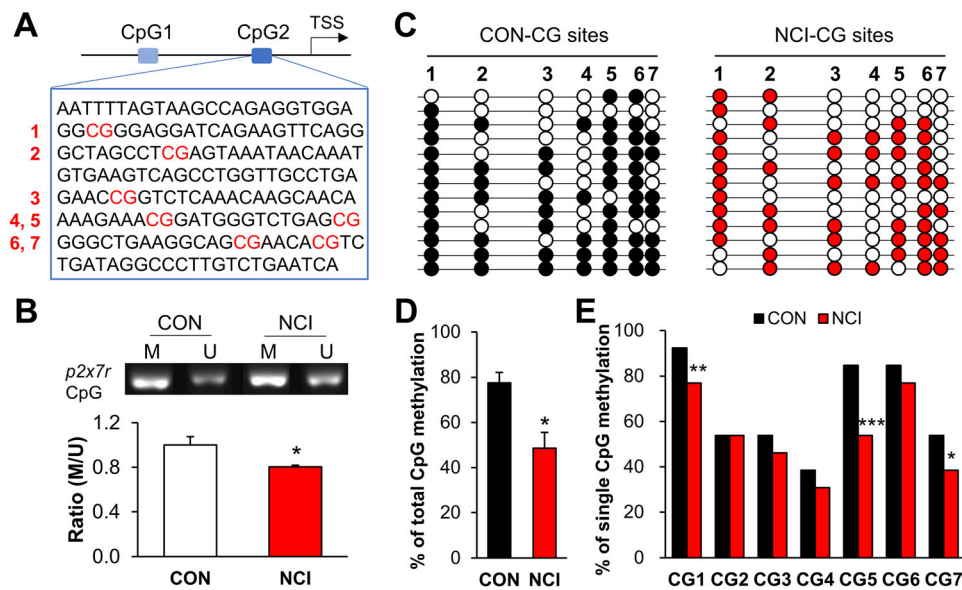 A
CpG1
CpG2
TSS
AATTTTAGTAAGCCAGAGGTGGA
1 GGCGGGAGGATCAGAAGTTCAGG
2 GCTAGCCTCGAGTAAATAACAAAT
GTGAAGTCAGCCTGGTTGCCTGA
3 GAACCGGTCTCAAACAAGCAACA
4, 5 AAAGAAACGGATGGGTCTGAGCG
6, 7 GGGCTGAAGGCAGCGAACACGTC
TGATAGGCCCTTGTCTGAATCA
B
CON NCI
M U M U
p2x7r
CpG
Ratio (M/U)
1.2
0.8
0.4
0.0
*
CON NCI
C
CON-CG sites
1 2 3 4 5 6 7
NCI-CG sites
1 2 3 4 5 6 7
D
% of total CpG methylation
100
80
60
40
20
0
*
CON NCI
E
CON NCI
% of single CpG methylation
100
80
60
40
20
0
** *** *
CG1 CG2 CG3 CG4 CG5 CG6 CG7